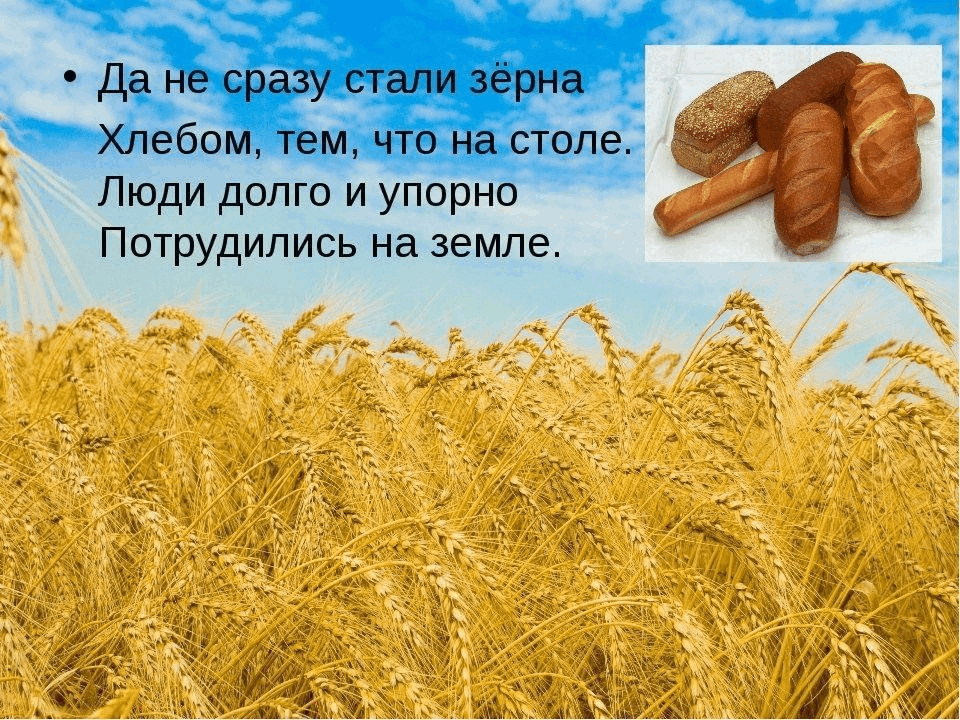 • Да не сразу стали зёрна
Хлебом, тем, что на столе.
Люди долго и упорно
Потрудились на земле.